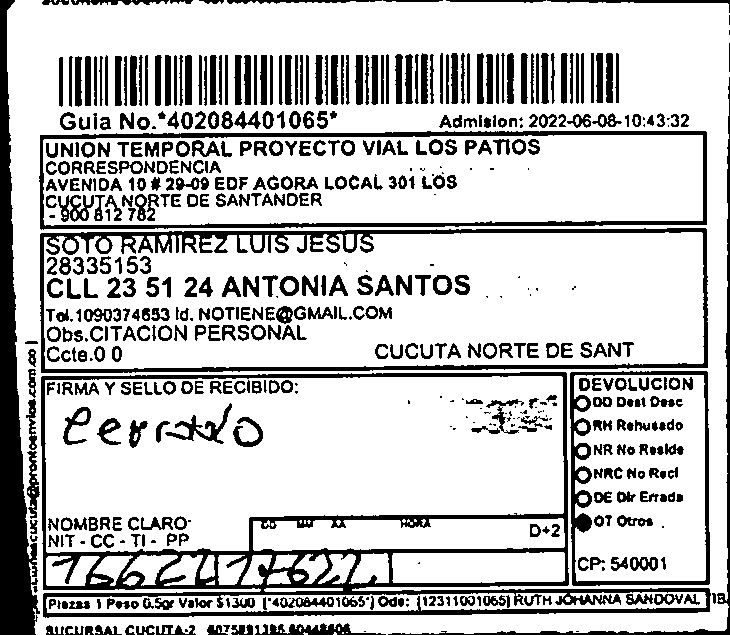 Guia No.*402084401065*
Admision: 2022-06-08-10:43:32
UNION TEMPORAL PROYECTO VIAL LOS PATIOS
CORRESPONDENCIA
AVENIDA 10 # 29-09 EDF AGORA LOCAL 301 LOS
CUCUTA NORTE DE SANTANDER
- 900 812 782
SOTO RAMIREZ LUIS JESUS
28335153
CLL 23 51 24 ANTONIA SANTOS
Tel.1090374653 Id. NOTIENE@GMAIL.COM
Obs.CITACION PERSONAL
Ccte.0 0
CUCUTA NORTE DE SANT
FIRMA Y SELLO DE RECIBIDO:
Cerrado
DEVOLUCION
DD Dest Desc
RH Rehusado
NR No Reside
NRC No Recl
DE Dir Errada
OT Otros
CP: 540001
NOMBRE CLARO
NIT - CC - TI - PP
DD MM AA HORA
D+2
Piezas 1 Peso 0.5gr Valor $1300 (*402084401065*) Ode: (12311001065) RUTH JOHANNA SANDOVAL
SUCURSAL CUCUTA-2